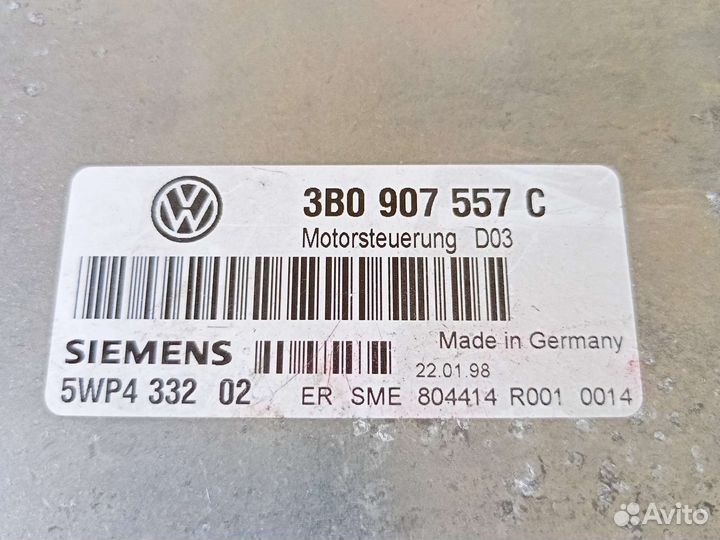 3B0 907 557 C
Motorsteuerung D03
Made in Germany
SIEMENS
22.01.98
5WP4 332 02
ER SME 804414 R001 0014
Avito